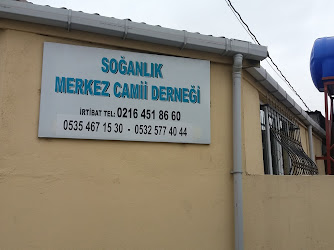 SOĞANLIK
MERKEZ CAMİİ DERNEĞİ
İRTİBAT TEL: 0216 451 86 60
0535 467 15 30 - 0532 577 40 44